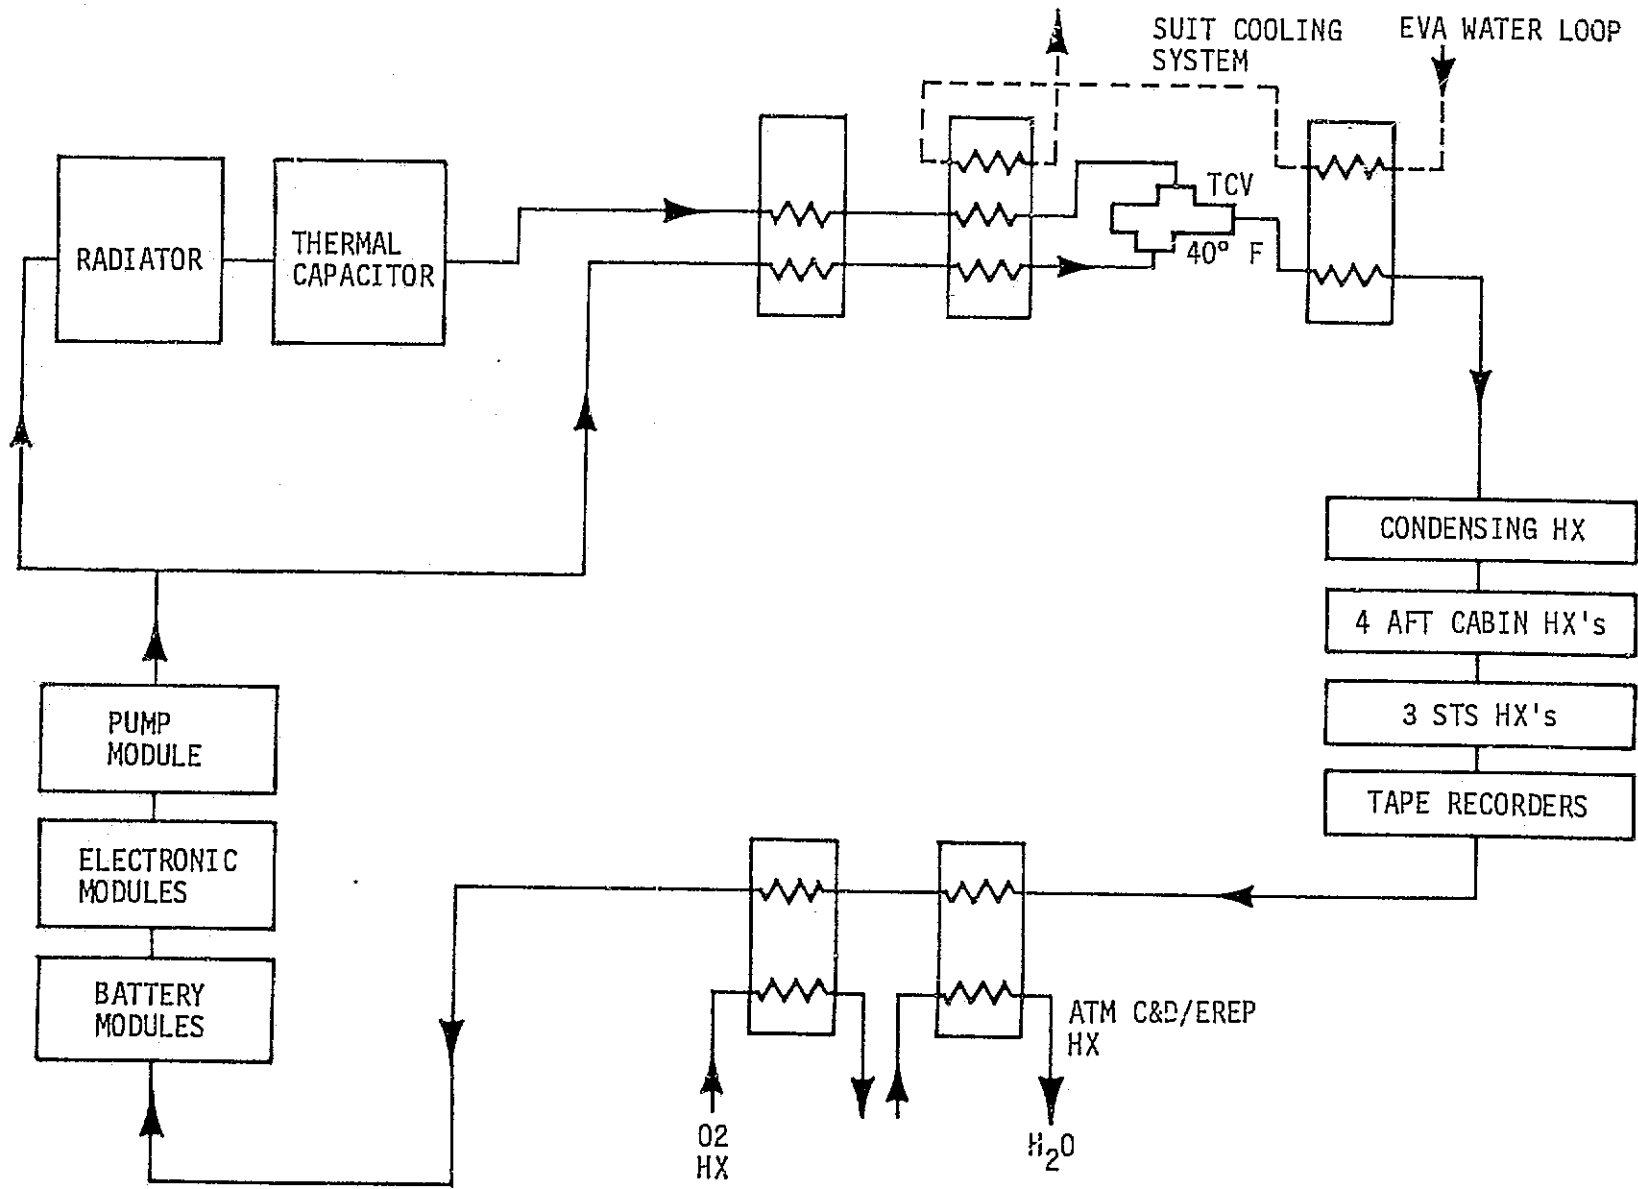 SUIT COOLING
SYSTEM
EVA WATER LOOP
RADIATOR
THERMAL
CAPACITOR
TCV
40° F
CONDENSING HX
4 AFT CABIN HX's
3 STS HX's
TAPE RECORDERS
PUMP
MODULE
ELECTRONIC
MODULES
BATTERY
MODULES
ATM C&D/EREP
HX
O2
HX
H₂O